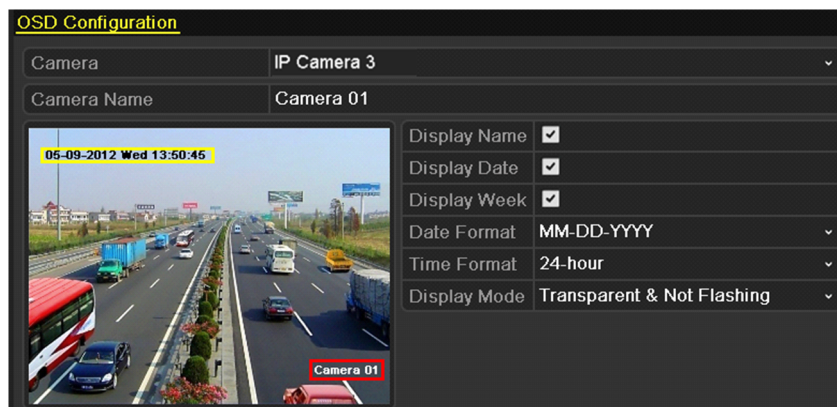 OSD Configuration
Camera IP Camera 3
Camera Name Camera 01
05-09-2012 Wed 13:50:45
Camera 01
Display Name
Display Date
Display Week
Date Format MM-DD-YYYY
Time Format 24-hour
Display Mode Transparent & Not Flashing